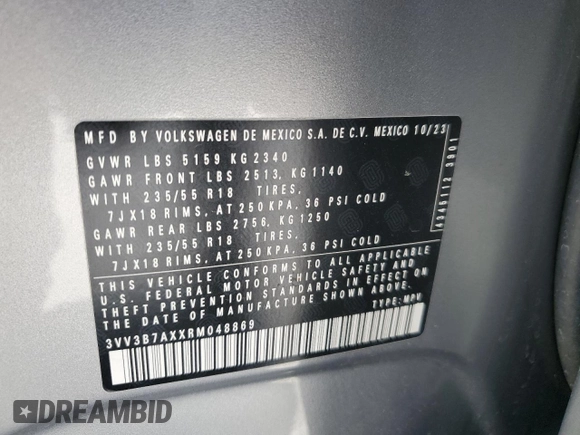 MFD BY VOLKSWAGEN DE MEXICO S.A. DE C.V. MEXICO 10/23
GVWR LBS 5159 KG 2340
GAWR FRONT LBS 2513, KG 1140
WITH 235/55 R18 TIRES,
7JX18 RIMS, AT 250 KPA, 36 PSI COLD
GAWR REAR LBS 2756, KG 1250
WITH 235/55 R18 TIRES,
7JX18 RIMS, AT 250 KPA, 36 PSI COLD
THIS VEHICLE CONFORMS TO ALL APPLICABLE
U.S. FEDERAL MOTOR VEHICLE SAFETY AND
THEFT PREVENTION STANDARDS IN EFFECT ON
THE DATE OF MANUFACTURE SHOWN ABOVE.
3VV3B7AXXRM048869 TYPE: MPV
4345112 3901
DREAMBID